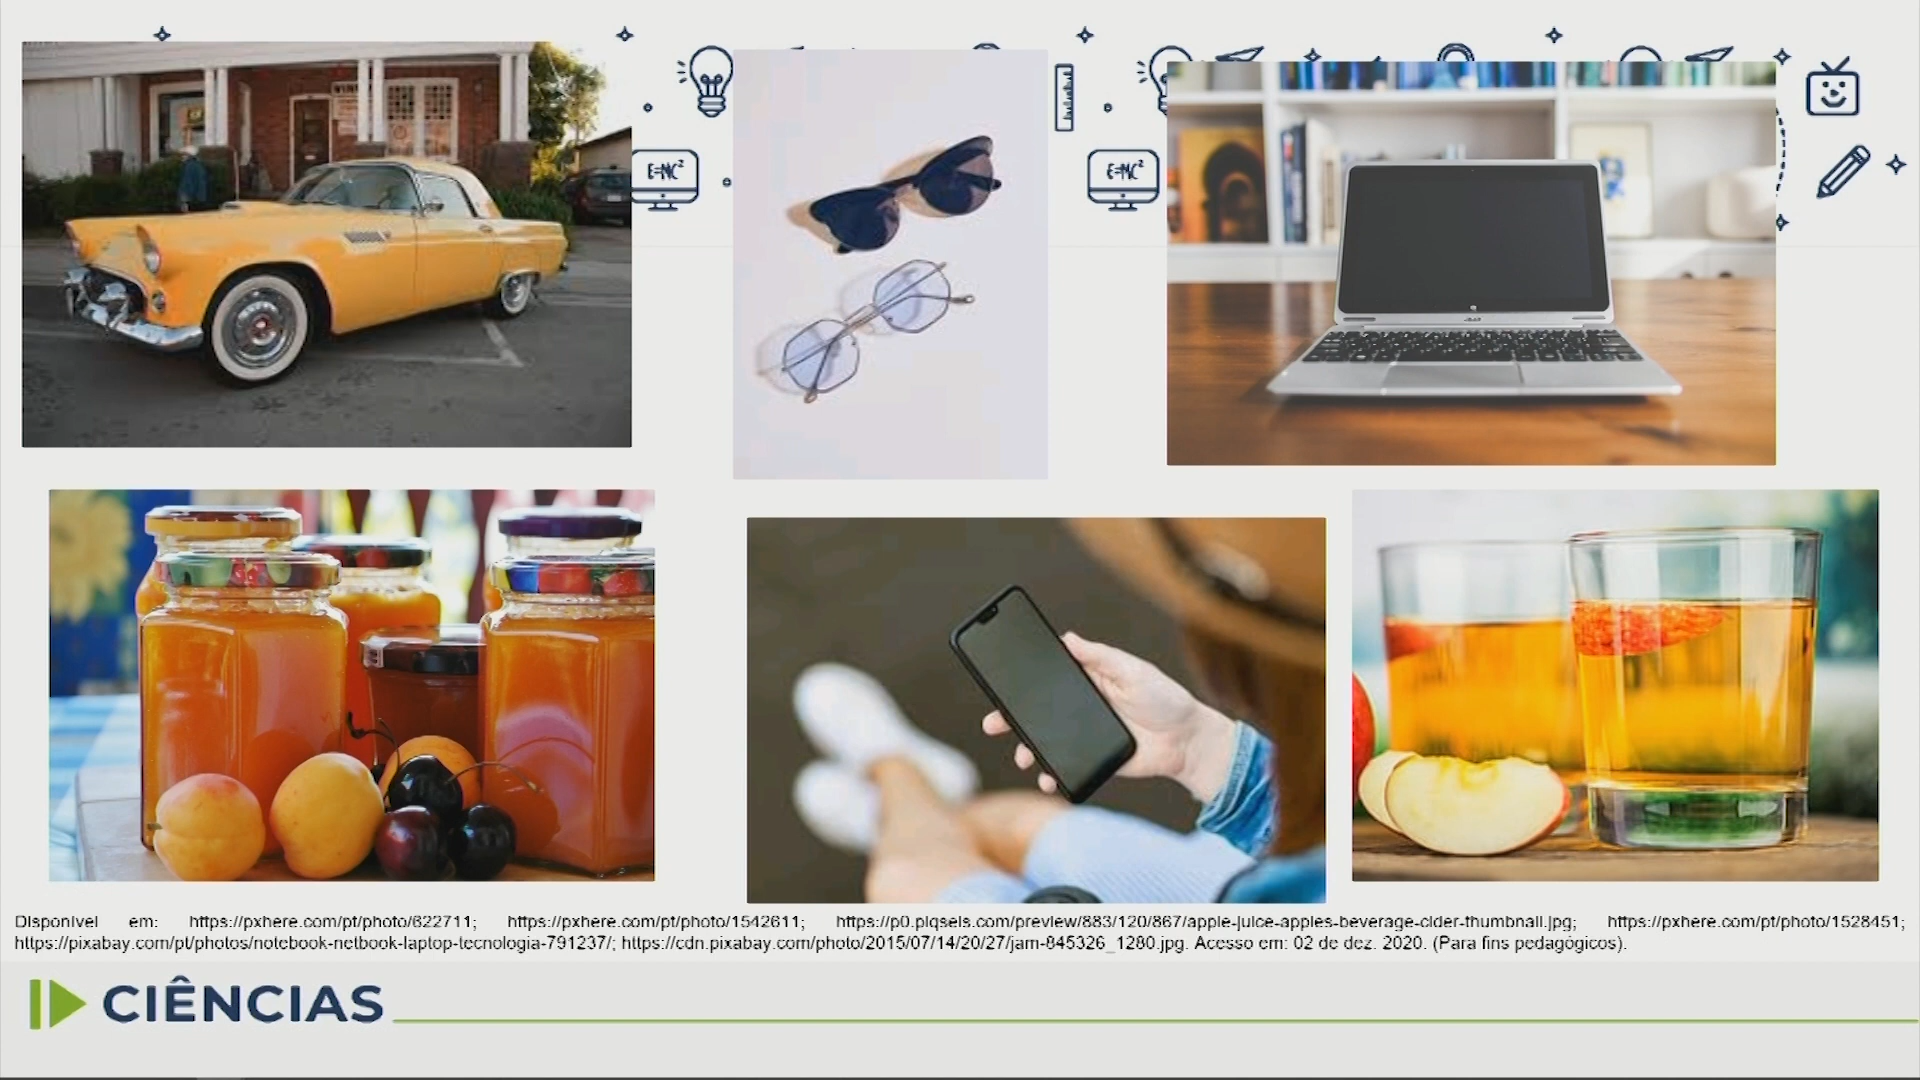 E=MC²
E=MC²
Disponível em: https://pxhere.com/pt/photo/622711; https://pxhere.com/pt/photo/1542611; https://p0.piqsels.com/preview/883/120/867/apple-juice-apples-beverage-cider-thumbnail.jpg; https://pxhere.com/pt/photo/1528451;
https://pixabay.com/pt/photos/notebook-netbook-laptop-tecnologia-791237/; https://cdn.pixabay.com/photo/2015/07/14/20/27/jam-845326_1280.jpg. Acesso em: 02 de dez. 2020. (Para fins pedagógicos).
CIÊNCIAS